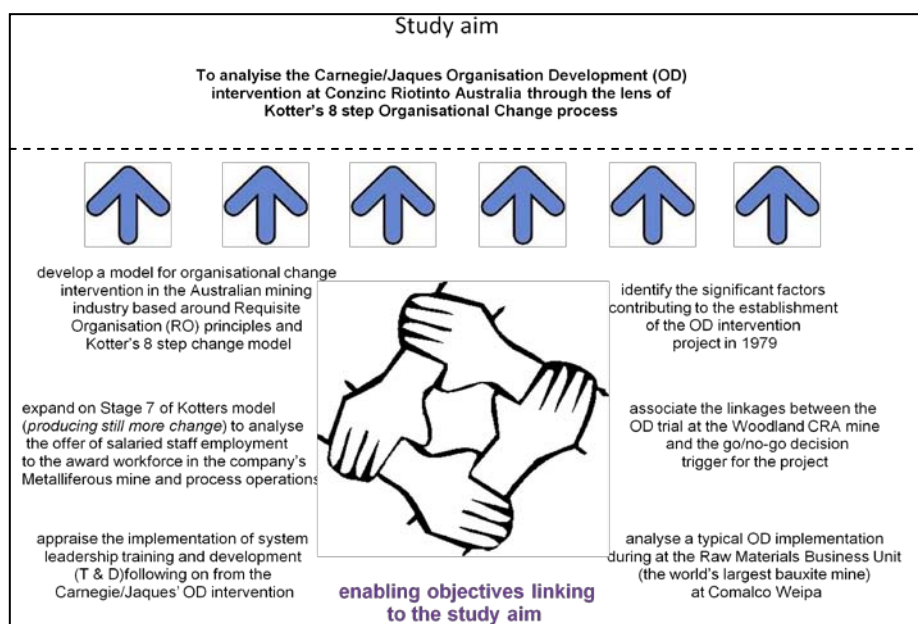 Study aim
To analyise the Carnegie/Jaques Organisation Development (OD)
intervention at Conzinc Riotinto Australia through the lens of
Kotter's 8 step Organisational Change process
develop a model for organisational change
intervention in the Australian mining
industry based around Requisite
Organisation (RO) principles and
Kotter's 8 step change model
expand on Stage 7 of Kotters model
(producing still more change) to analyse
the offer of salaried staff employment
to the award workforce in the company's
Metalliferous mine and process operations
appraise the implementation of system
leadership training and development
(T & D)following on from the
Carnegie/Jaques' OD intervention
identify the significant factors
contributing to the establishment
of the OD intervention
project in 1979
associate the linkages between the
OD trial at the Woodland CRA mine
and the go/no-go decision
trigger for the project
analyse a typical OD implementation
during at the Raw Materials Business Unit
(the world's largest bauxite mine)
at Comalco Weipa
enabling objectives linking
to the study aim